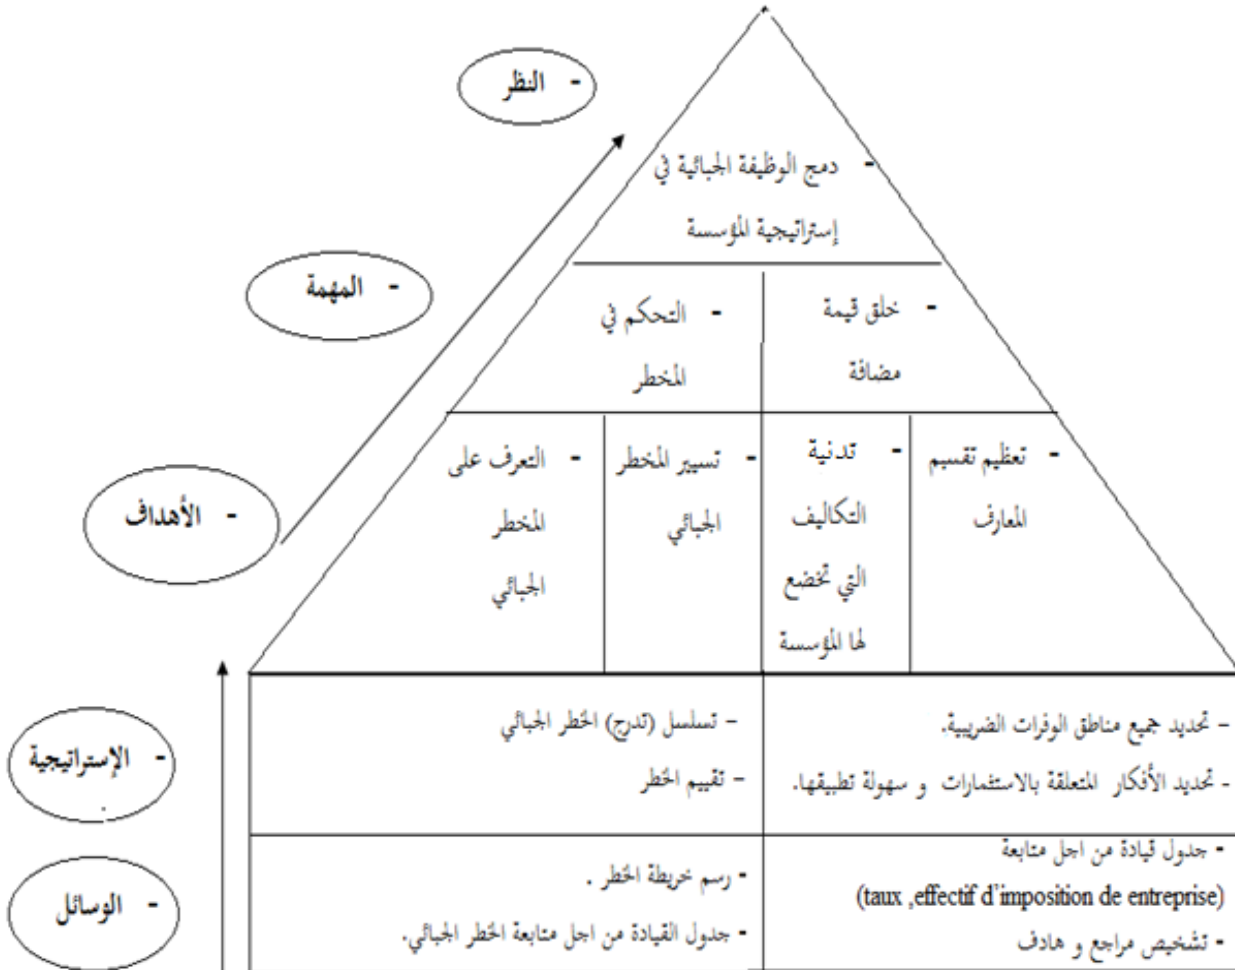 - النظر
- دمج الوظيفة الجبائية في
إستراتيجية المؤسسة
- المهمة
- خلق قيمة
مضافة
- التحكم في
المخطر
- الأهداف
- تعظيم تقسيم
المعارف
- تدنية
التكاليف
التي تخضع
لها المؤسسة
- تسيير المخطر
الجبائي
- التعرف على
المخطر
الجبائي
- الإستراتيجية
.
- تحديد جميع مناطق الوفرات الضريبية.
- تحديد الأفكار المتعلقة بالاستثمارات و سهولة تطبيقها.
- تسلسل (تدرج) الخطر الجبائي
- تقييم الخطر
- الوسائل
- جدول قيادة من اجل متابعة
(taux ,effectif d’imposition de entreprise)
- تشخيص مراجع و هادف
- رسم خريطة الخطر .
- جدول القيادة من اجل متابعة الخطر الجبائي.